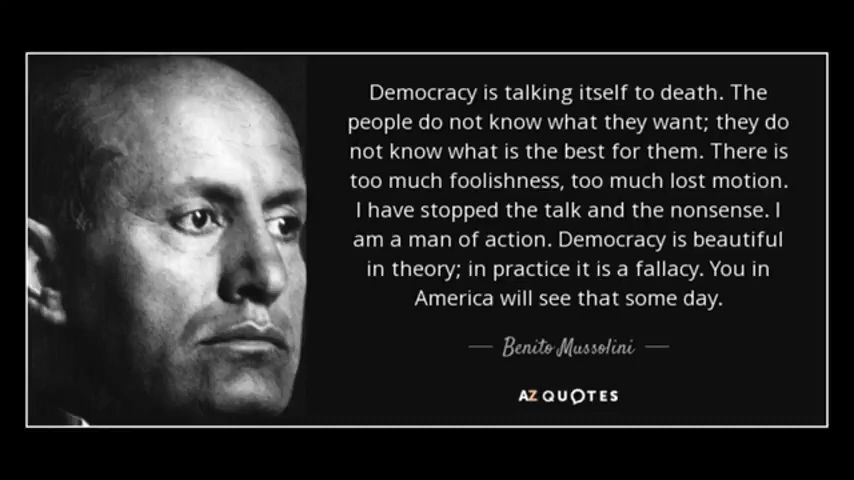 Democracy is talking itself to death. The
people do not know what they want; they do
not know what is the best for them. There is
too much foolishness, too much lost motion.
I have stopped the talk and the nonsense. I
am a man of action. Democracy is beautiful
in theory; in practice it is a fallacy. You in
America will see that some day.
Benito Mussolini
AZ QUOTES